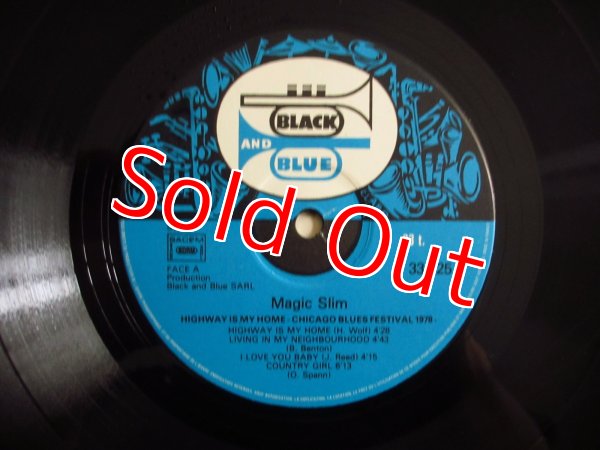 BLACK
AND
BLUE
Sold Out
SACEM
33 t.
FACE A
Production
Black and Blue SARL
Magic Slim
HIGHWAY IS MY HOME - CHICAGO BLUES FESTIVAL 1978 -
HIGHWAY IS MY HOME (H. Wolf) 4'28
LIVING IN MY NEIGHBOURHOOD 4'43
(B. Benton)
I LOVE YOU BABY (J. Reed) 4'15
COUNTRY GIRL 6'13
(O. Spann)